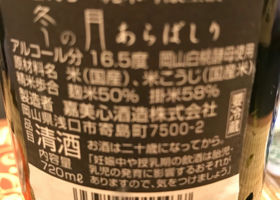 冬の月 あらばしり
アルコール分 16.5度 岡山白桃酵母使用
原材料名 米(国産)、米こうじ(国産米)
精米歩合 麹米50% 掛米58%
製造者 嘉美心酒造株式会社
岡山県浅口市寄島町7500-2
清酒
720ml
お酒は二十歳になってから。
「妊娠中や授乳期の飲酒は胎児・
乳児の発育に影響するおそれが
ありますので、気をつけましょう」
要冷蔵